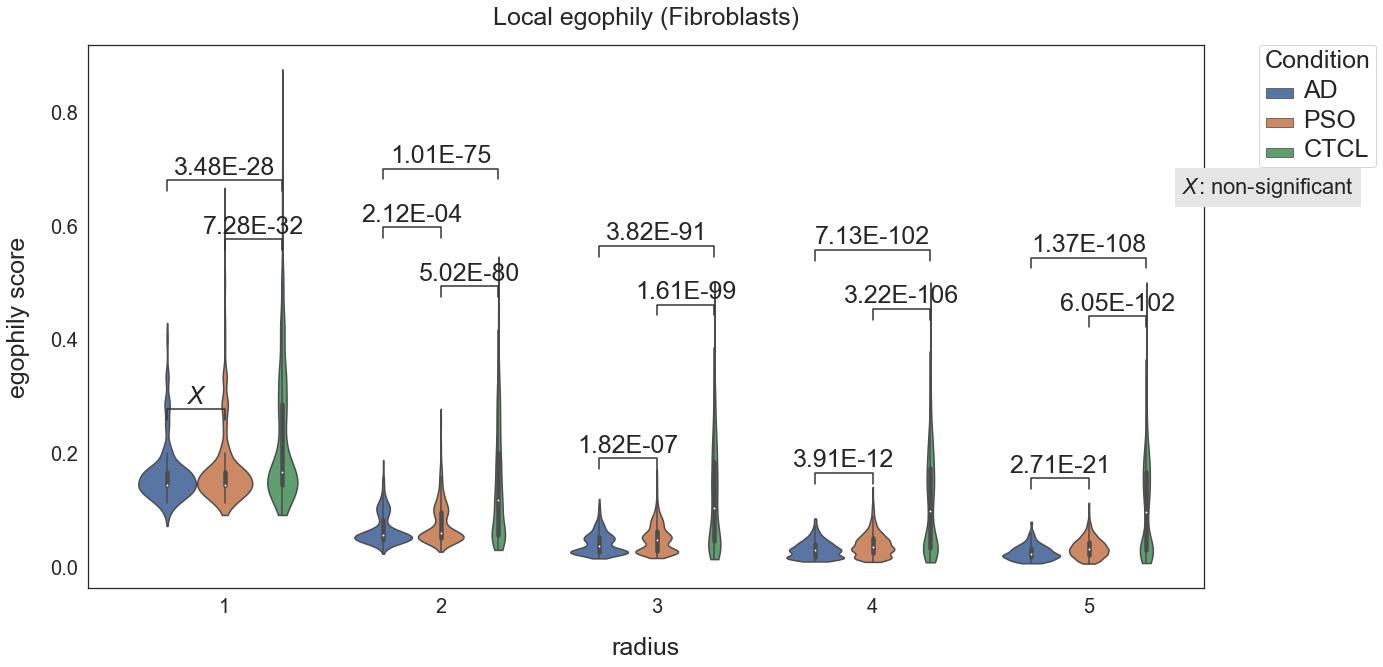 Local egophily (Fibroblasts)
Condition
AD
PSO
CTCL
X: non-significant
egophily score
0.8
0.6
0.4
0.2
0.0
3.48E-28
7.28E-32
X
1.01E-75
2.12E-04
5.02E-80
3.82E-91
1.61E-99
1.82E-07
7.13E-102
3.22E-106
3.91E-12
1.37E-108
6.05E-102
2.71E-21
1 2 3 4 5
radius